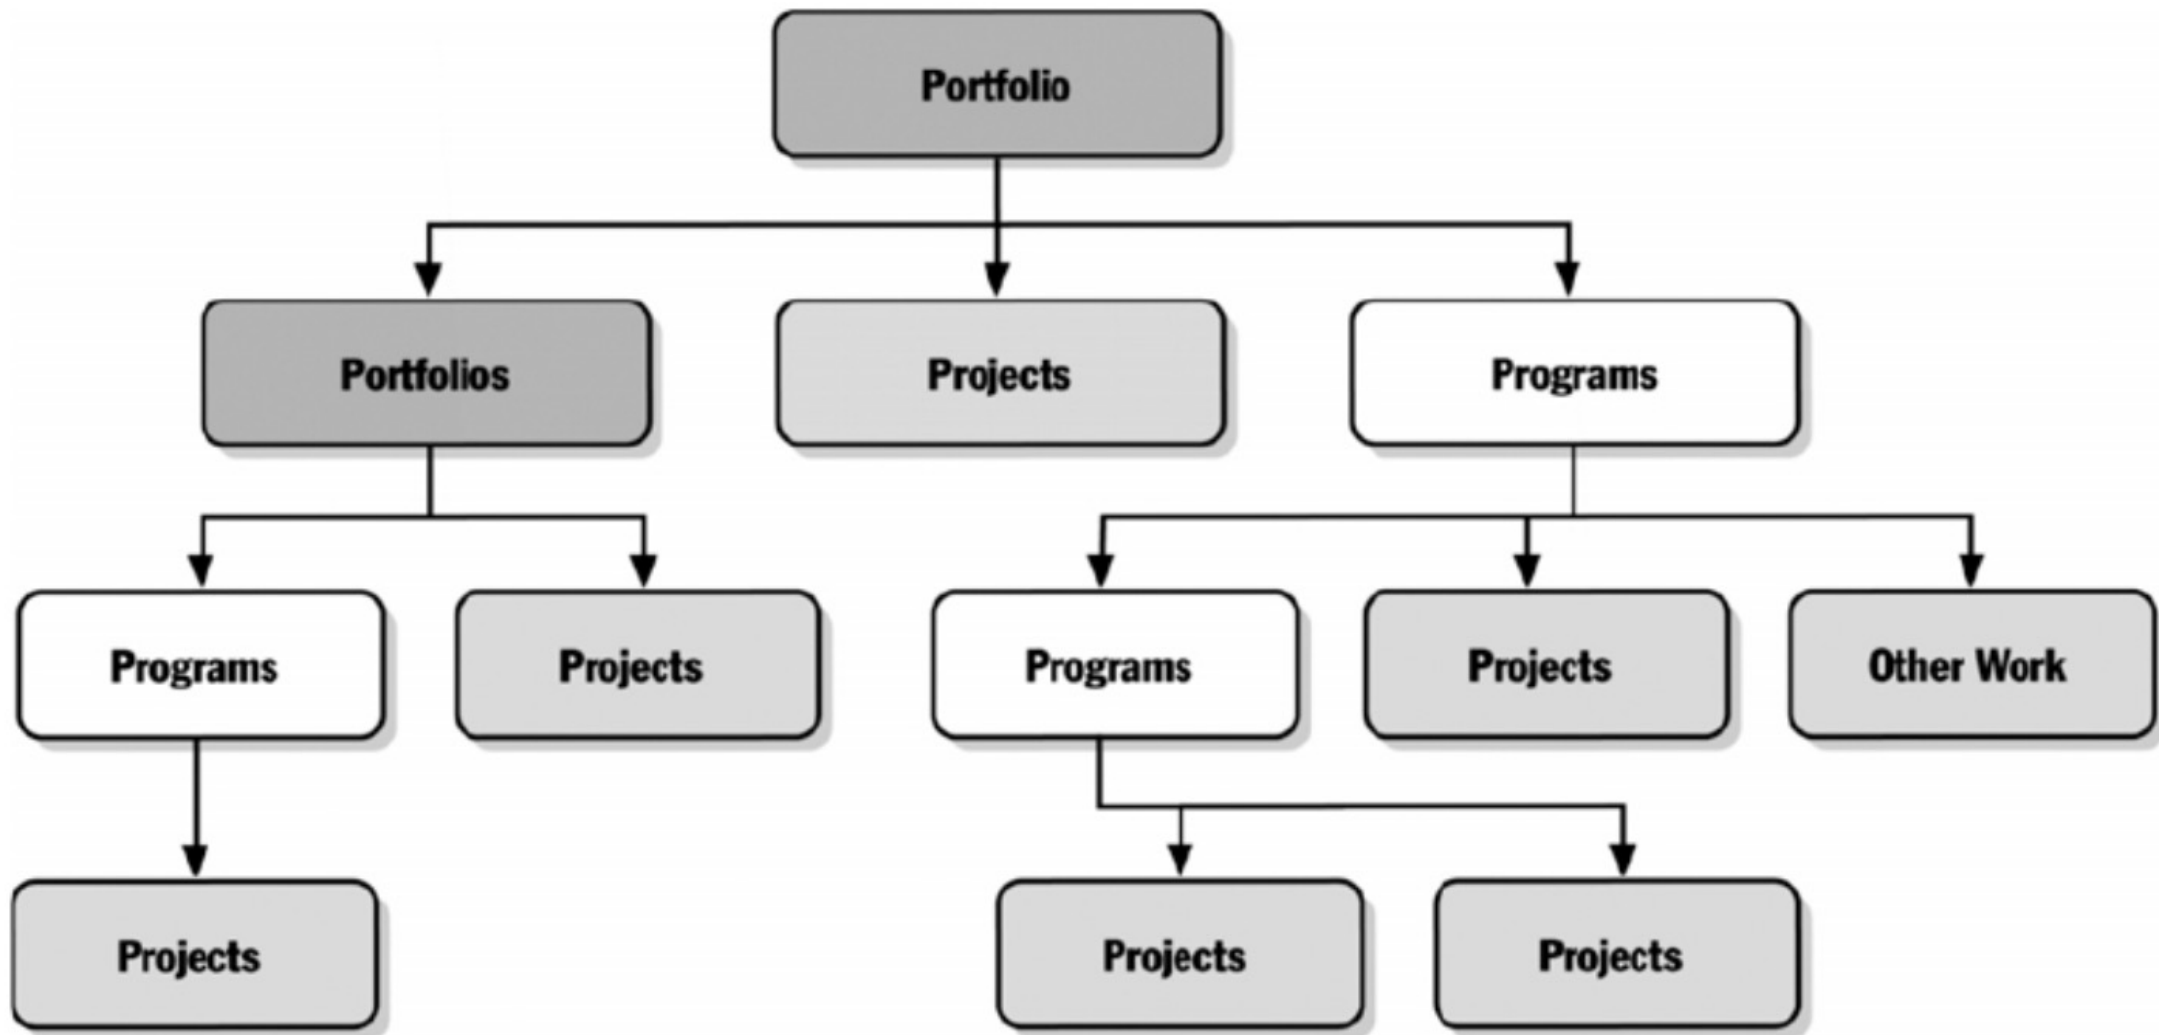 Portfolio
Portfolios
Projects
Programs
Programs
Projects
Programs
Projects
Other Work
Projects
Projects
Projects